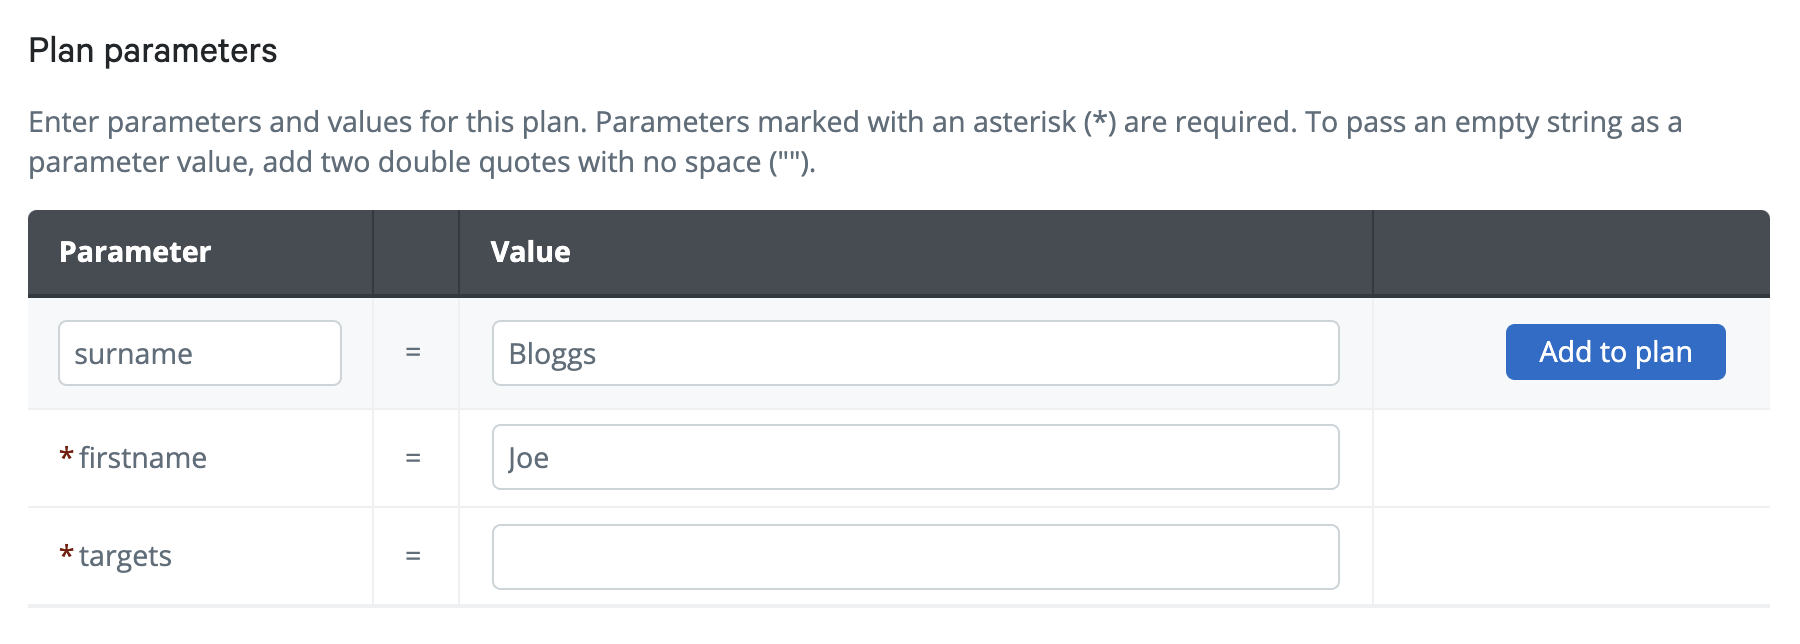 Plan parameters
Enter parameters and values for this plan. Parameters marked with an asterisk (*) are required. To pass an empty string as a
parameter value, add two double quotes with no space ("").
Parameter Value
surname = Bloggs Add to plan
* firstname = Joe
* targets =